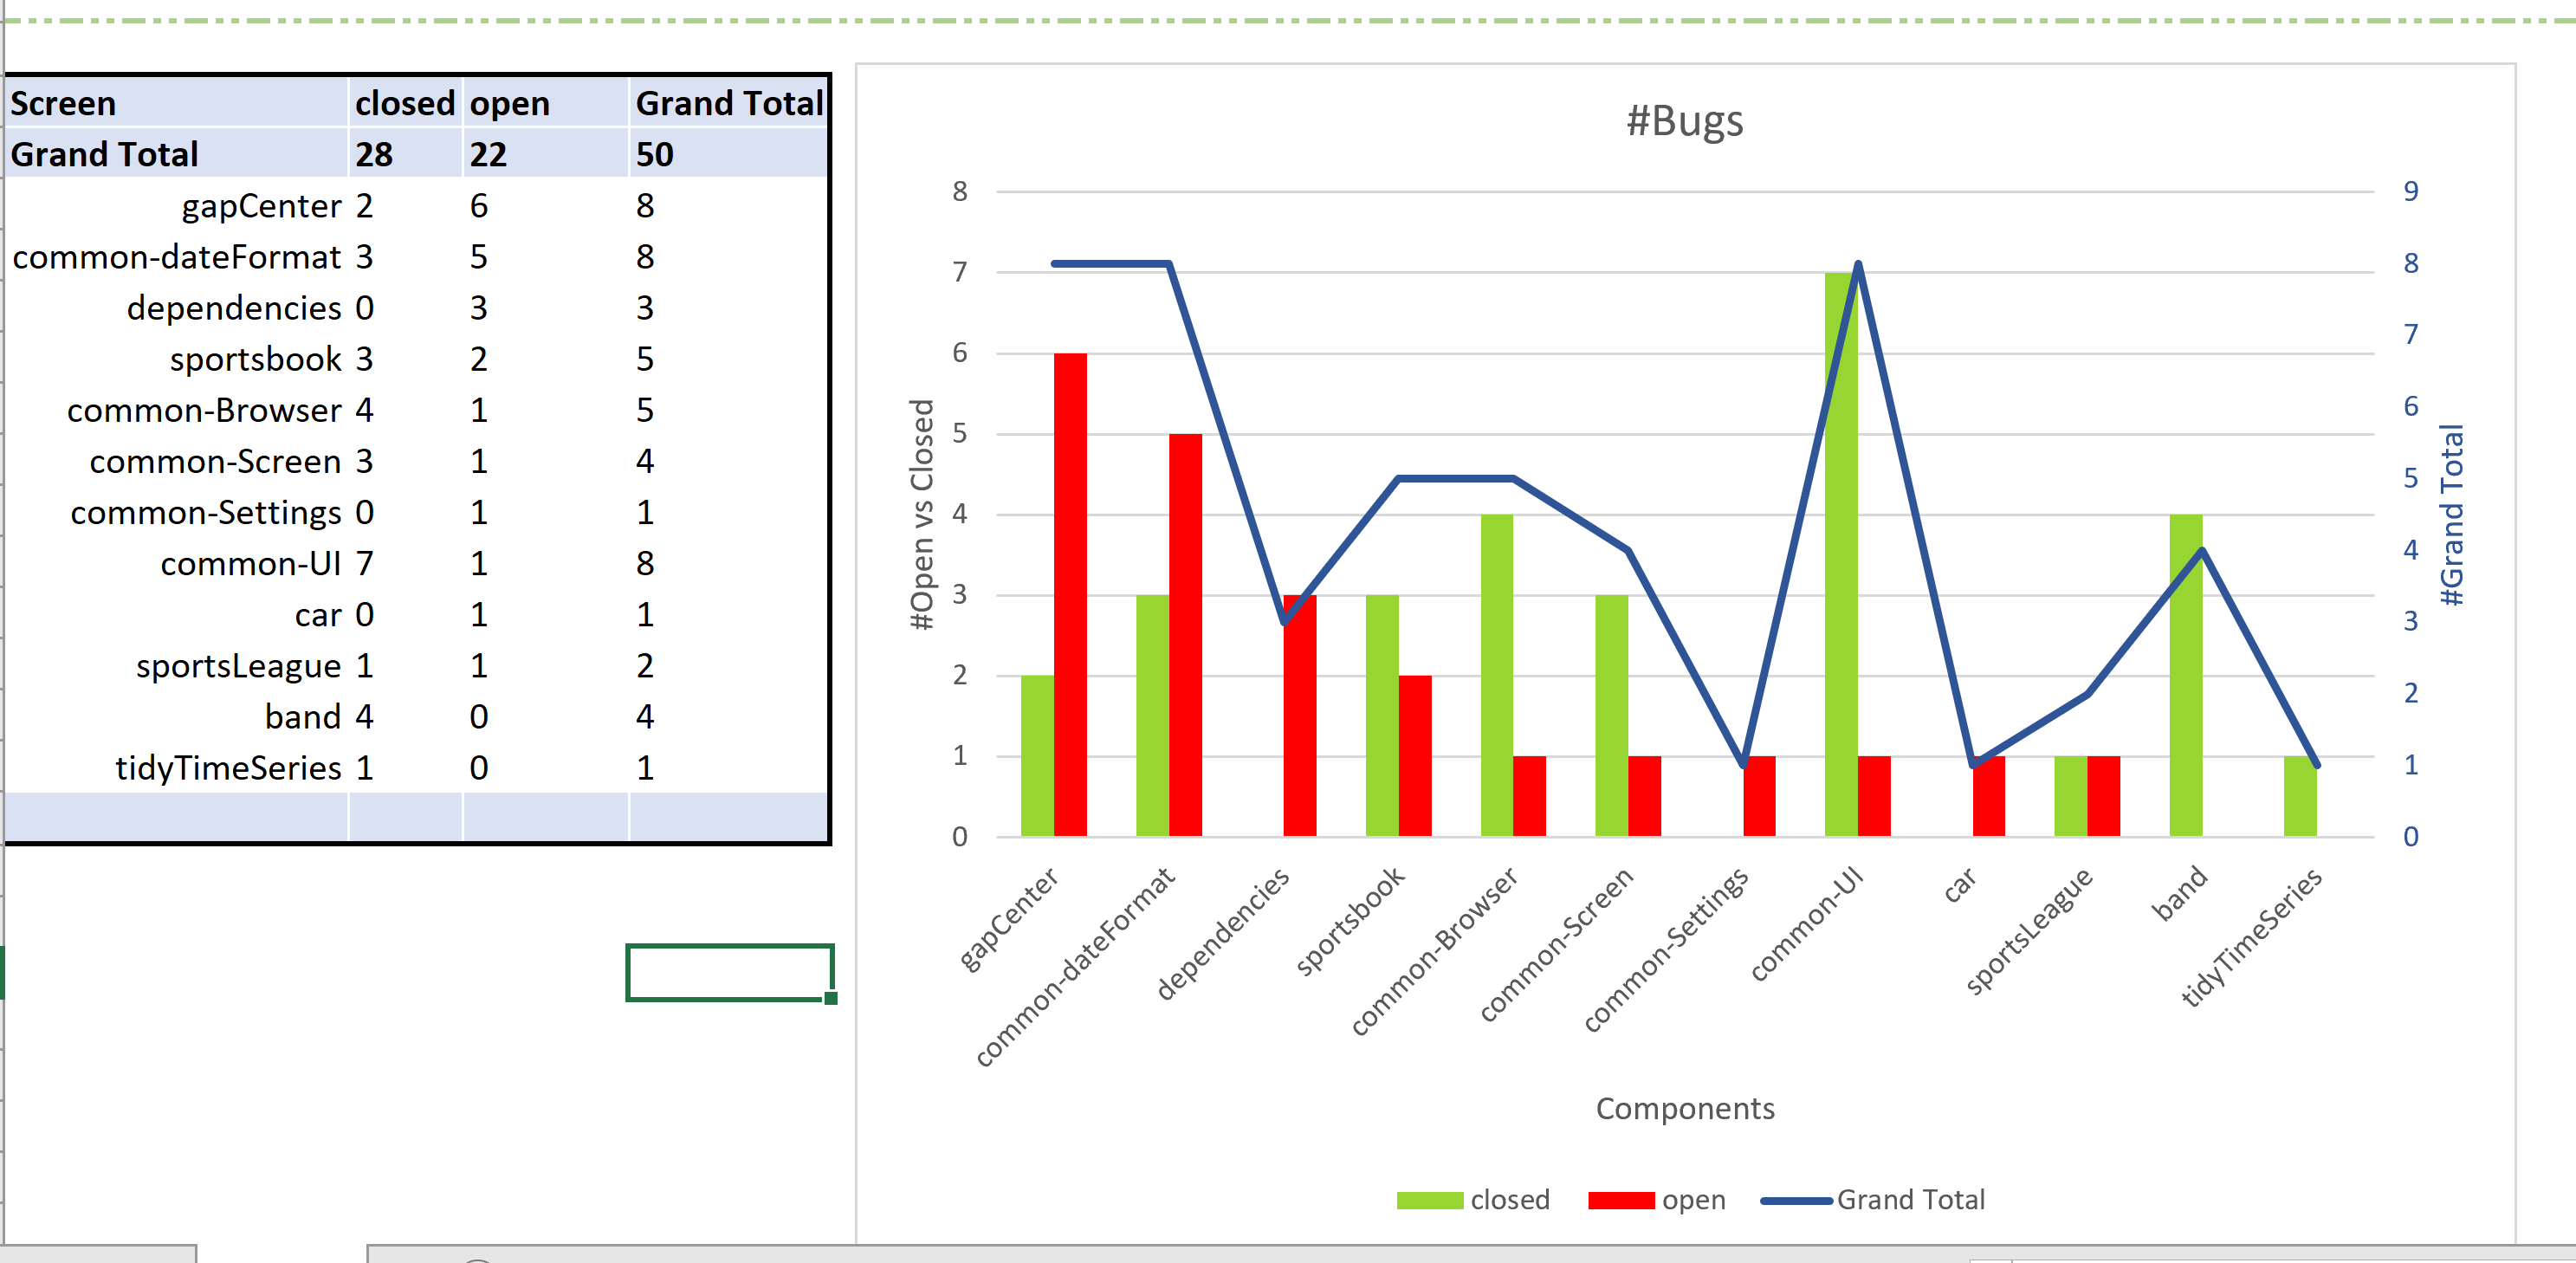 Screen closed open Grand Total
Grand Total 28 22 50
gapCenter 2 6 8
common-dateFormat 3 5 8
dependencies 0 3 3
sportsbook 3 2 5
common-Browser 4 1 5
common-Screen 3 1 4
common-Settings 0 1 1
common-UI 7 1 8
car 0 1 1
sportsLeague 1 1 2
band 4 0 4
tidyTimeSeries 1 0 1
#Bugs
#Open vs Closed
8
7
6
5
4
3
2
1
0
9
8
7
6
5
4
3
2
1
0
#Grand Total
gapCenter
common-dateFormat
dependencies
sportsbook
common-Browser
common-Screen
common-Settings
common-UI
car
sportsLeague
band
tidyTimeSeries
Components
closed open Grand Total